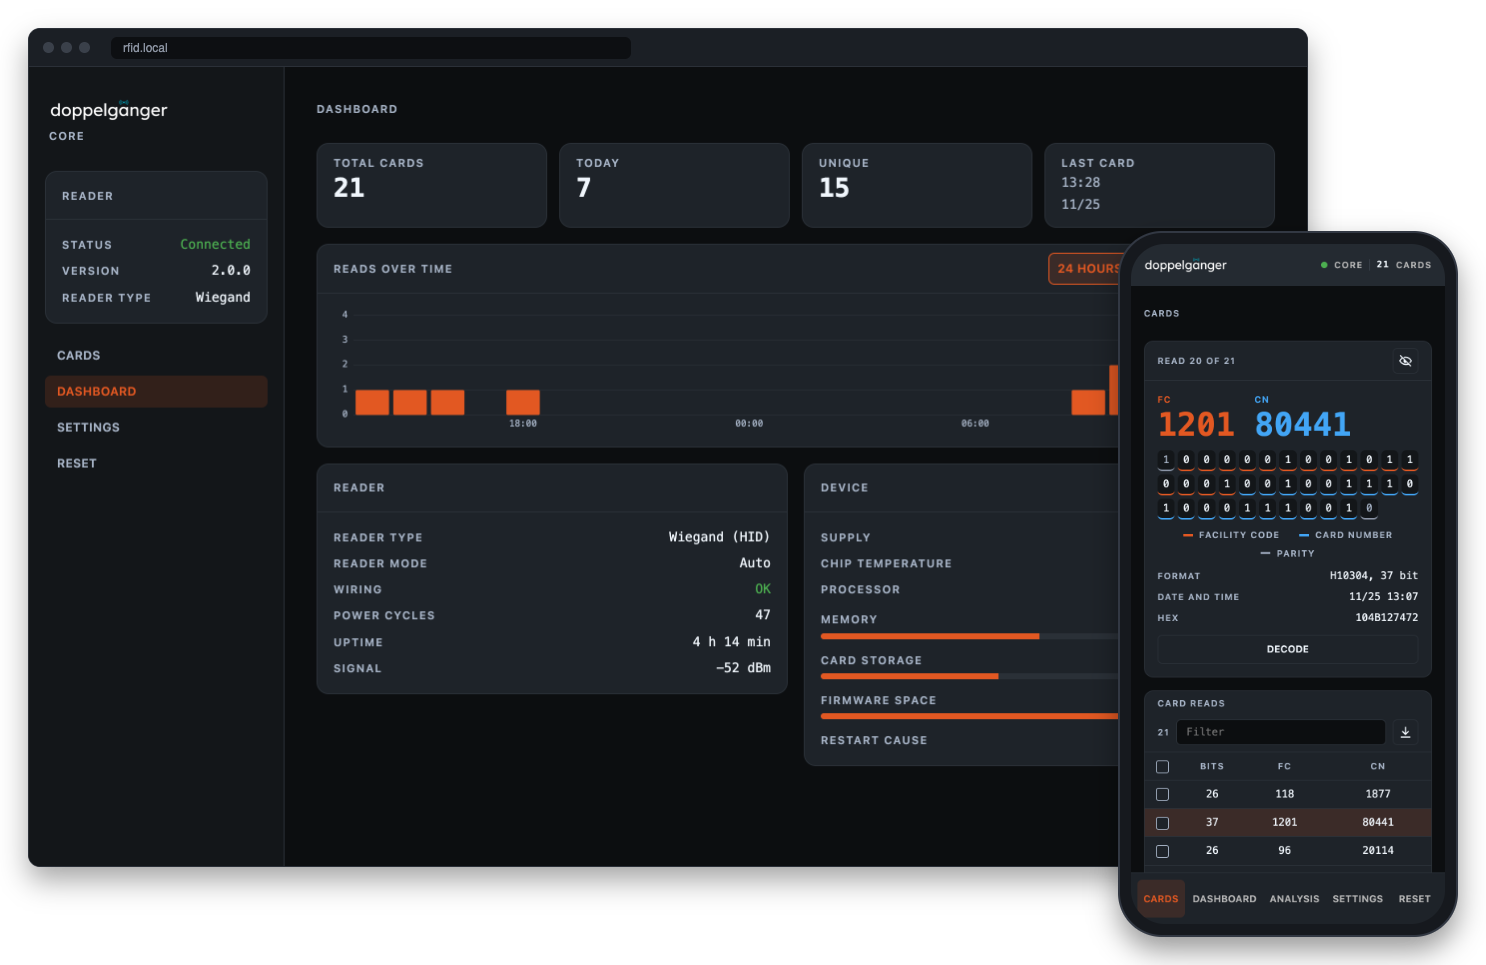 rfid.local
doppelgänger
CORE
READER
STATUS Connected
VERSION 2.0.0
READER TYPE Wiegand
CARDS
DASHBOARD
SETTINGS
RESET
DASHBOARD
TOTAL CARDS
21
TODAY
7
UNIQUE
15
LAST CARD
13:28
11/25
READS OVER TIME
24 HOURS
4
3
2
1
0
18:00 00:00 06:00
READER
READER TYPE Wiegand (HID)
READER MODE Auto
WIRING OK
POWER CYCLES 47
UPTIME 4 h 14 min
SIGNAL −52 dBm
DEVICE
SUPPLY
CHIP TEMPERATURE
PROCESSOR
MEMORY
CARD STORAGE
FIRMWARE SPACE
RESTART CAUSE
doppelgänger CORE 21 CARDS
CARDS
READ 20 OF 21
FC CN
1201 80441
1 0 0 0 0 0 1 0 0 1 0 1 1
0 0 0 1 0 0 1 0 0 1 1 1 0
1 0 0 0 1 1 1 0 0 1 0
FACILITY CODE CARD NUMBER
PARITY
FORMAT H10304, 37 bit
DATE AND TIME 11/25 13:07
HEX 104B127472
DECODE
CARD READS
21 Filter
BITS FC CN
26 118 1877
37 1201 80441
26 96 20114
CARDS DASHBOARD ANALYSIS SETTINGS RESET